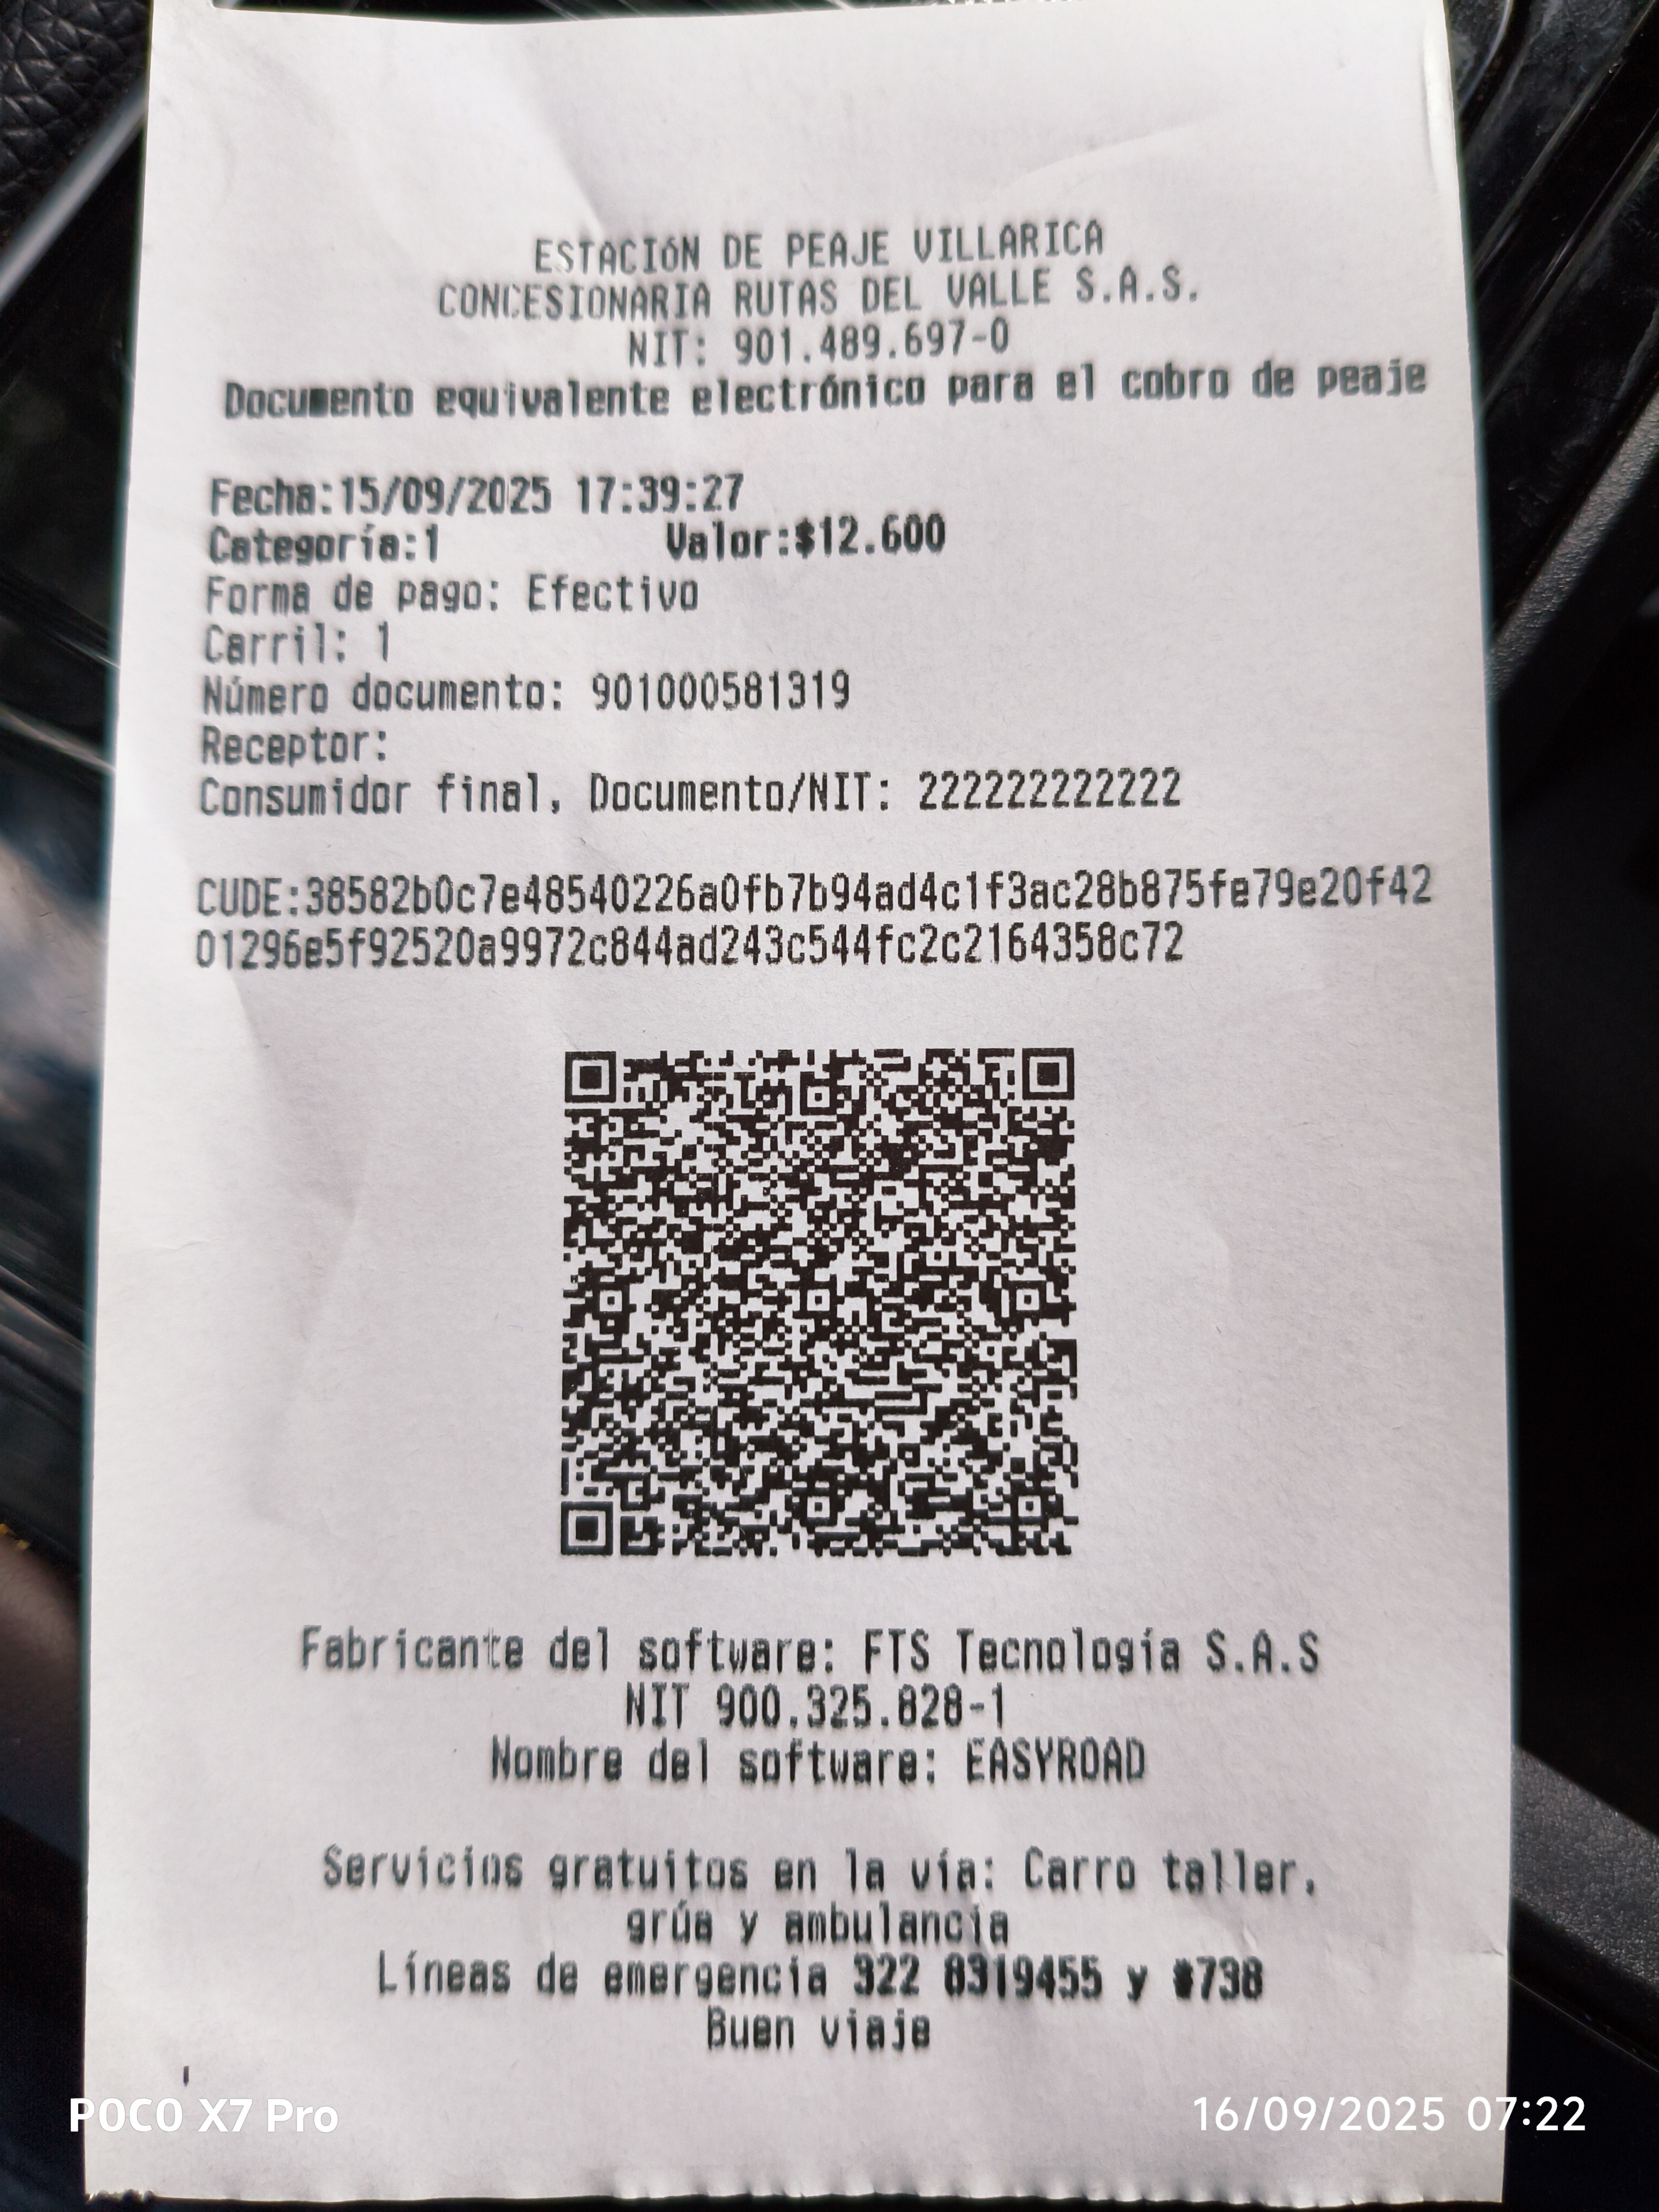 ESTACIÓN DE PEAJE VILLARICA
CONCESIONARIA RUTAS DEL VALLE S.A.S.
NIT: 901.489.697-0
Documento equivalente electrónico para el cobro de peaje
Fecha:15/09/2025 17:39:27
Categoría:1 Valor:$12.600
Forma de pago: Efectivo
Carril: 1
Número documento: 901000581319
Receptor:
Consumidor final, Documento/NIT: 222222222222
CUDE:38582b0c7e48540226a0fb7b94ad4c1f3ac28b875fe79e20f42
01296e5f92520a9972c844ad243c544fc2c2164358c72
Fabricante del software: FTS Tecnología S.A.S
NIT 900.325.828-1
Nombre del software: EASYROAD
Servicios gratuitos en la vía: Carro taller,
grúa y ambulancia
Líneas de emergencia 322 8319455 y #738
Buen viaje
POCO X7 Pro 16/09/2025 07:22